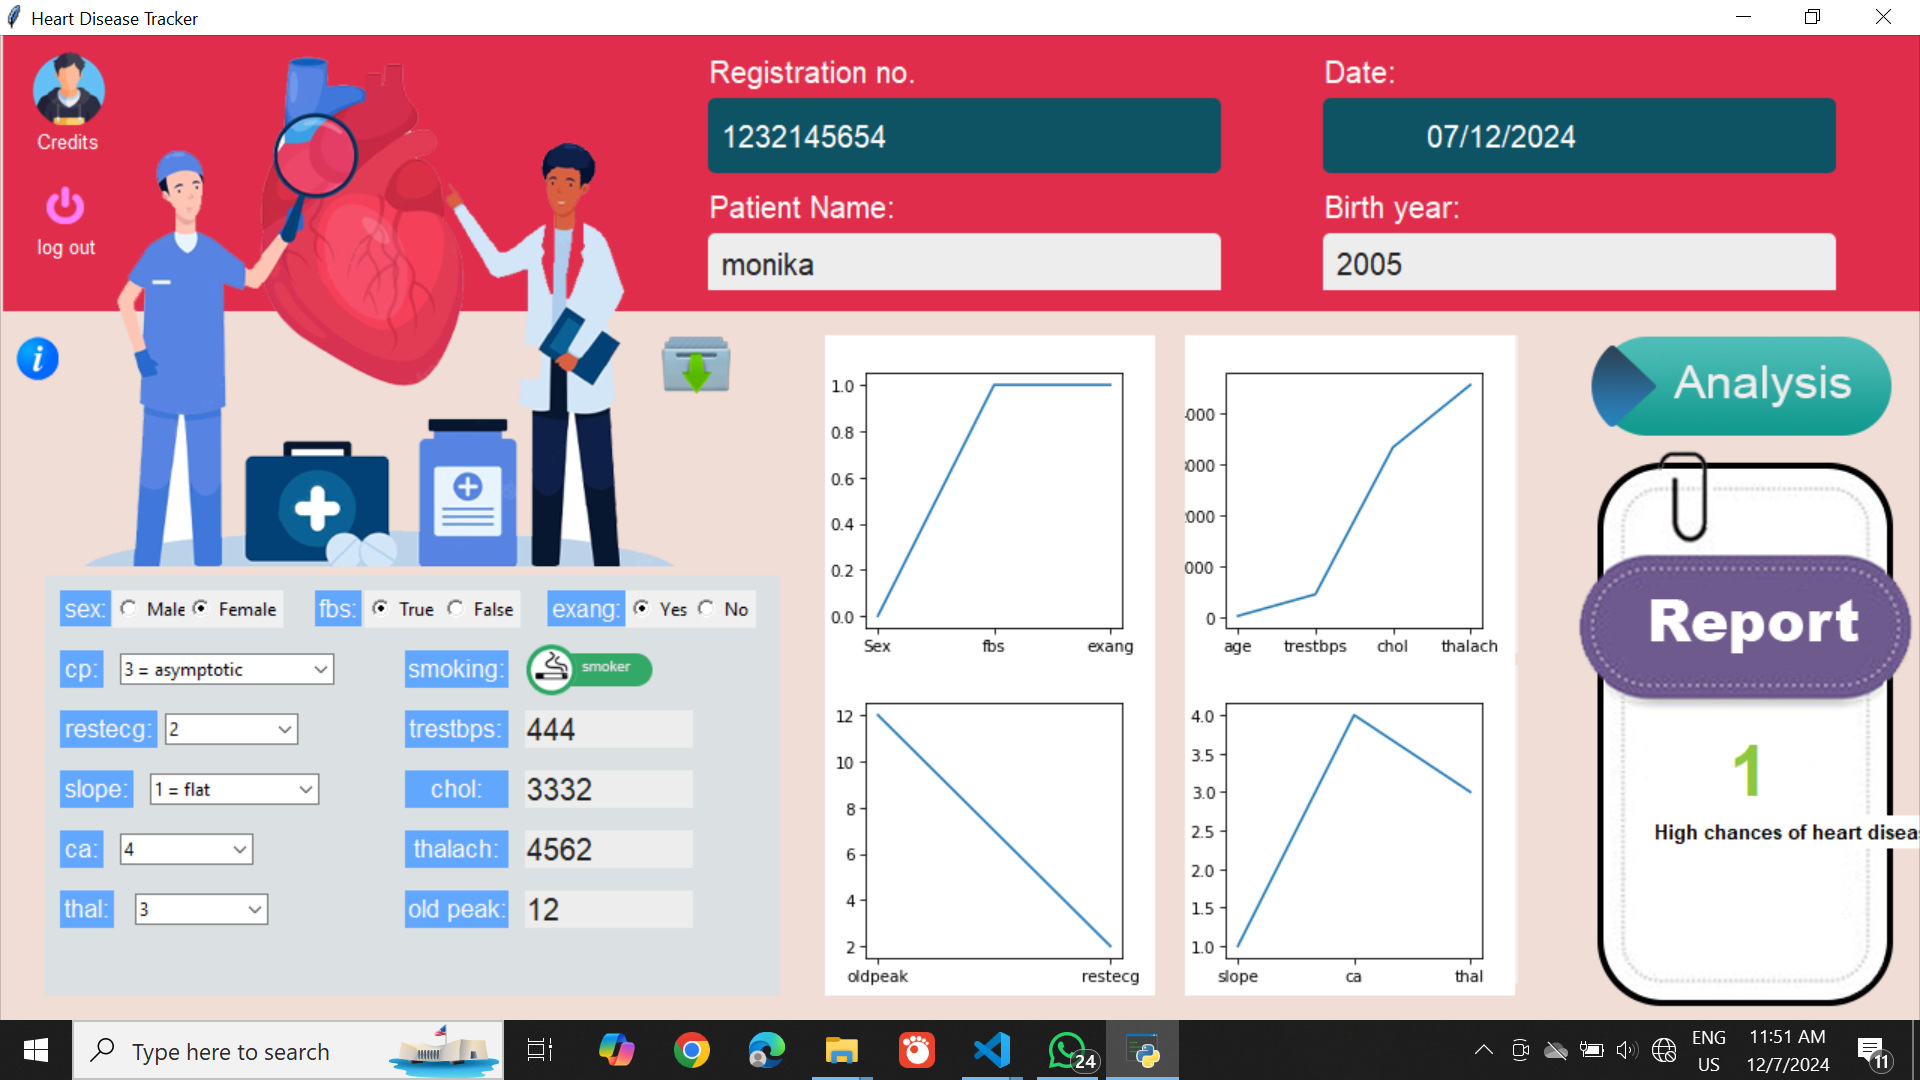 Heart Disease Tracker
Credits
log out
Registration no.
1232145654
Date:
07/12/2024
Patient Name:
monika
Birth year:
2005
i
sex: Male Female
fbs: True False
exang: Yes No
cp: 3 = asymptotic
smoking: smoker
restecg: 2
trestbps: 444
slope: 1 = flat
chol: 3332
ca: 4
thalach: 4562
thal: 3
old peak: 12
1.0
0.8
0.6
0.4
0.2
0.0
Sex fbs exang
4000
3000
2000
000
0
age trestbps chol thalach
12
10
8
6
4
2
oldpeak restecg
4.0
3.5
3.0
2.5
2.0
1.5
1.0
slope ca thal
Analysis
Report
1
High chances of heart disea
Type here to search
24
ENG
US
11:51 AM
12/7/2024
11